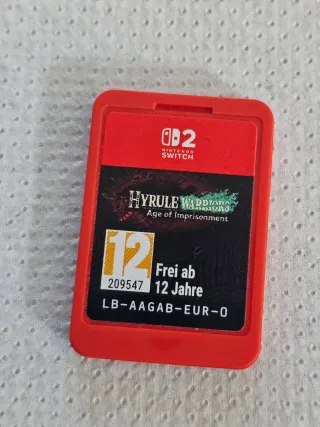 2
NINTENDO
SWITCH
HYRULE WARRIORS
Age of Imprisonment
12
209547
Frei ab
12 Jahre
LB-AAGAB-EUR-0